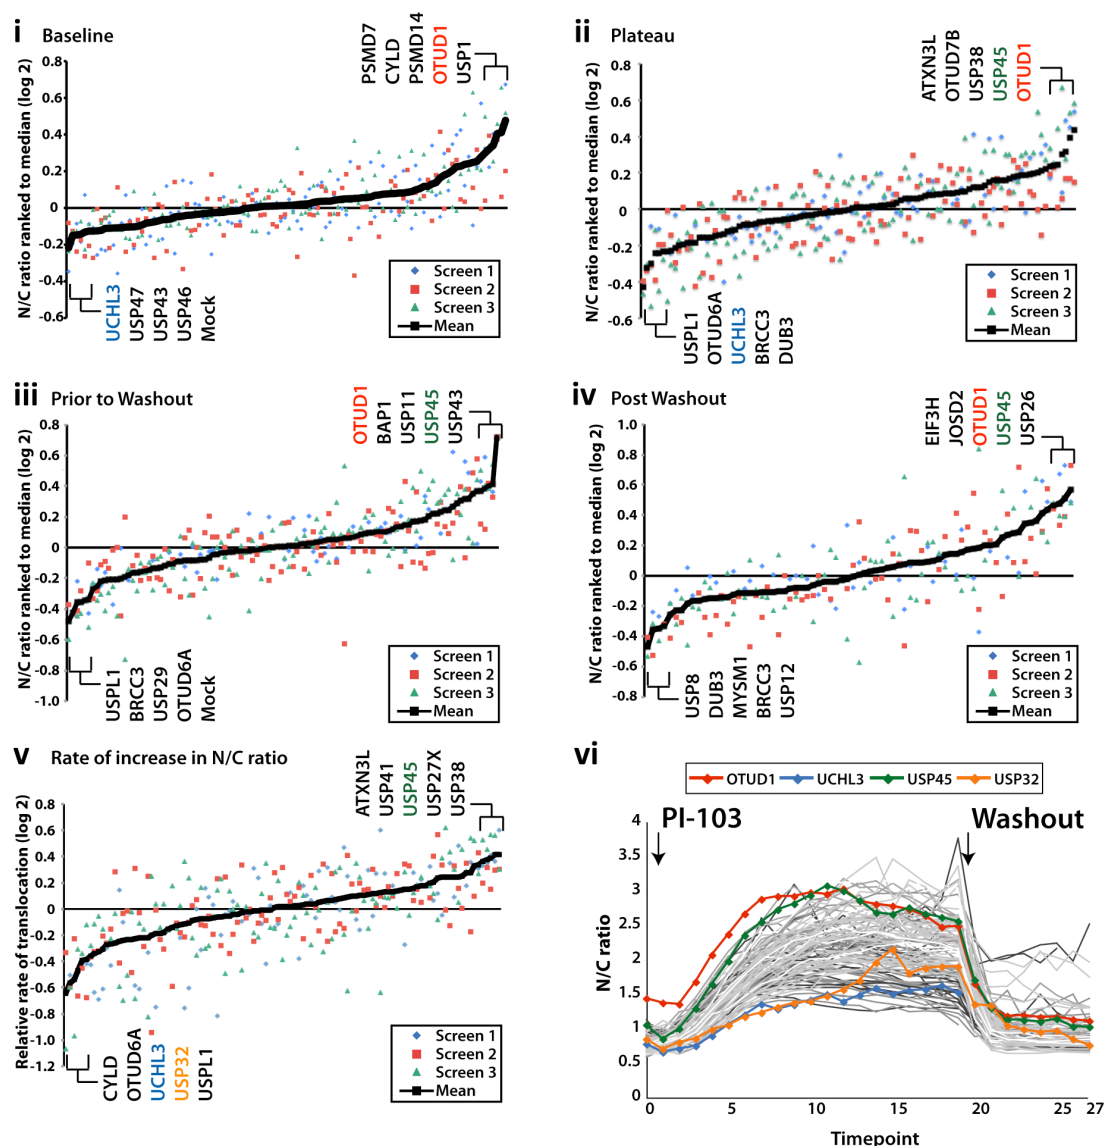 i Baseline
N/C ratio ranked to median (log 2)
0.8
0.6
0.4
0.2
0
-0.2
-0.4
-0.6
PSMD7
CYLD
PSMD14
OTUD1
USP1
UCHL3
USP47
USP43
USP46
Mock
Screen 1
Screen 2
Screen 3
Mean
ii Plateau
N/C ratio ranked to median (log 2)
0.8
0.6
0.4
0.2
0
-0.2
-0.4
-0.6
ATXN3L
OTUD7B
USP38
USP45
OTUD1
USPL1
OTUD6A
UCHL3
BRCC3
DUB3
Screen 1
Screen 2
Screen 3
Mean
iii Prior to Washout
N/C ratio ranked to median (log 2)
0.8
0.6
0.4
0.2
0
-0.2
-0.4
-0.6
-0.8
-1.0
OTUD1
BAP1
USP11
USP45
USP43
USPL1
BRCC3
USP29
OTUD6A
Mock
Screen 1
Screen 2
Screen 3
Mean
iv Post Washout
N/C ratio ranked to median (log 2)
1.0
0.8
0.6
0.4
0.2
0
-0.2
-0.4
-0.6
-0.8
EIF3H
JOSD2
OTUD1
USP45
USP26
USP8
DUB3
MYSM1
BRCC3
USP12
Screen 1
Screen 2
Screen 3
Mean
v Rate of increase in N/C ratio
Relative rate of translocation (log 2)
0.8
0.6
0.4
0.2
0
-0.2
-0.4
-0.6
-0.8
-1.0
-1.2
ATXN3L
USP41
USP45
USP27X
USP38
CYLD
OTUD6A
UCHL3
USP32
USPL1
Screen 1
Screen 2
Screen 3
Mean
vi
OTUD1 UCHL3 USP45 USP32
PI-103 Washout
N/C ratio
4
3.5
3
2.5
2
1.5
1
0.5
0
0 5 10 15 20 25 27
Timepoint